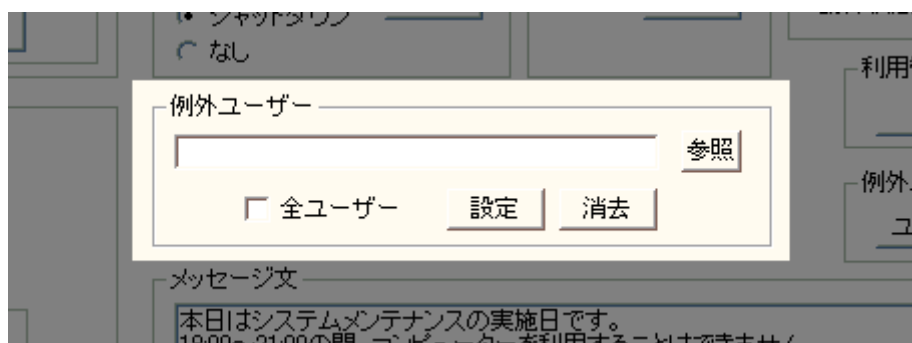 シャットダウン
なし
利用
例外ユーザー
参照
全ユーザー
設定
消去
例外
ユ
メッセージ文
本日はシステムメンテナンスの実施日です。